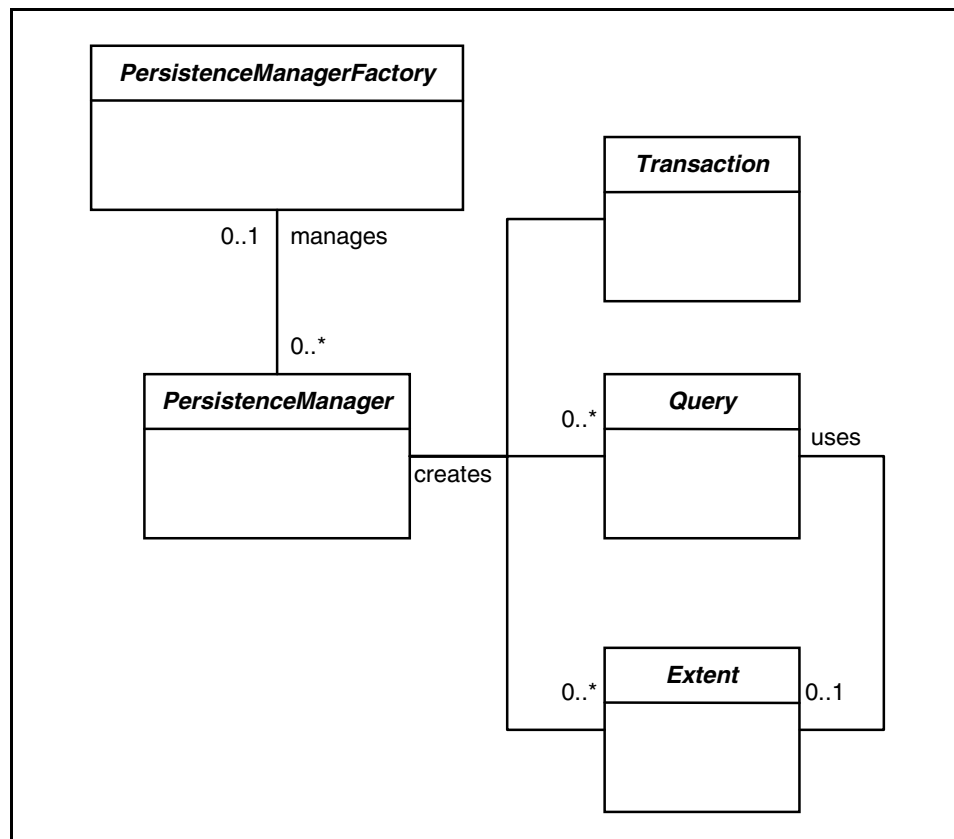 PersistenceManagerFactory
Transaction
0..1 manages
0..*
PersistenceManager
Query
0..*
uses
creates
Extent
0..*
0..1